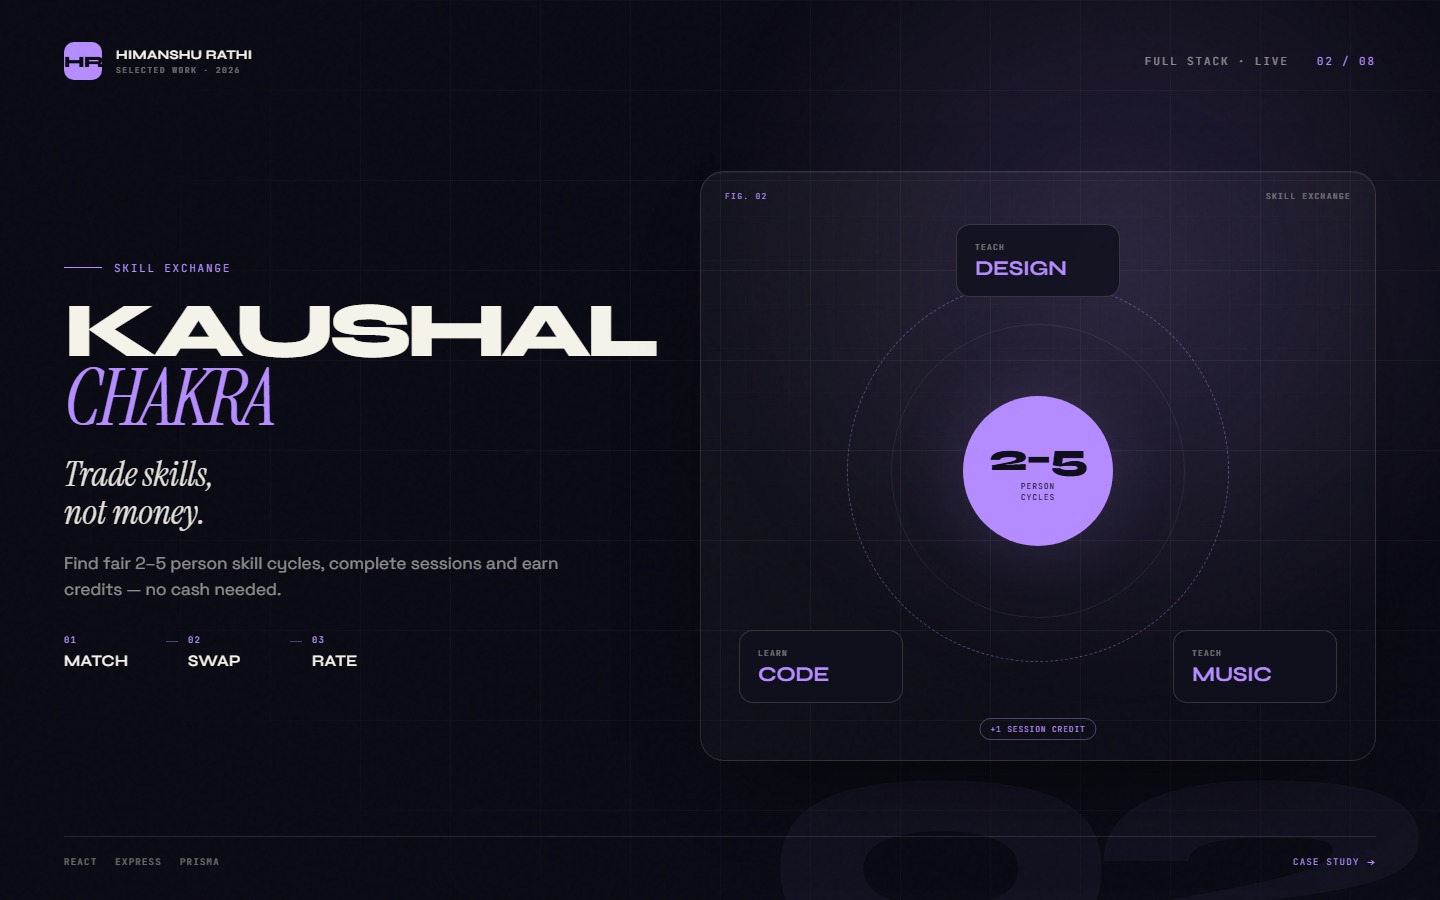 HR
HIMANSHU RATHI
SELECTED WORK · 2026
FULL STACK · LIVE
02 / 08
SKILL EXCHANGE
KAUSHAL
CHAKRA
Trade skills,
not money.
Find fair 2–5 person skill cycles, complete sessions and earn
credits — no cash needed.
01
MATCH
— 02
SWAP
— 03
RATE
FIG. 02
SKILL EXCHANGE
TEACH
DESIGN
2–5
PERSON
CYCLES
LEARN
CODE
TEACH
MUSIC
+1 SESSION CREDIT
02
REACT EXPRESS PRISMA
CASE STUDY →